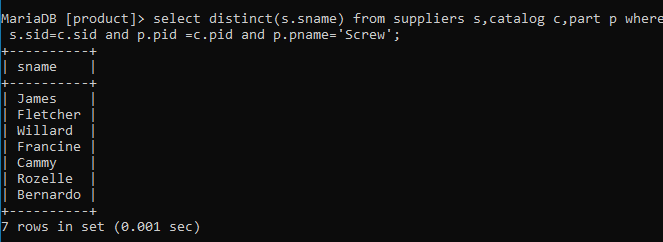 MariaDB [product]> select distinct(s.sname) from suppliers s,catalog c,part p where
 s.sid=c.sid and p.pid =c.pid and p.pname='Screw';
+----------+
| sname    |
+----------+
| James    |
| Fletcher |
| Willard  |
| Francine |
| Cammy    |
| Rozelle  |
| Bernardo |
+----------+
7 rows in set (0.001 sec)